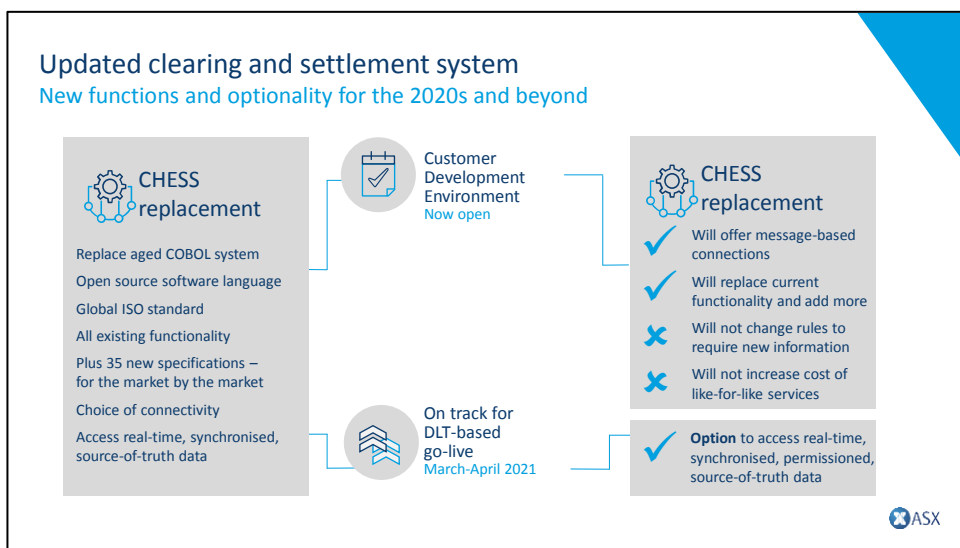 Updated clearing and settlement system
New functions and optionality for the 2020s and beyond
CHESS
replacement
Replace aged COBOL system
Open source software language
Global ISO standard
All existing functionality
Plus 35 new specifications –
for the market by the market
Choice of connectivity
Access real-time, synchronised,
source-of-truth data
Customer
Development
Environment
Now open
On track for
DLT-based
go-live
March-April 2021
CHESS
replacement
Will offer message-based
connections
Will replace current
functionality and add more
Will not change rules to
require new information
Will not increase cost of
like-for-like services
Option to access real-time,
synchronised, permissioned,
source-of-truth data
ASX